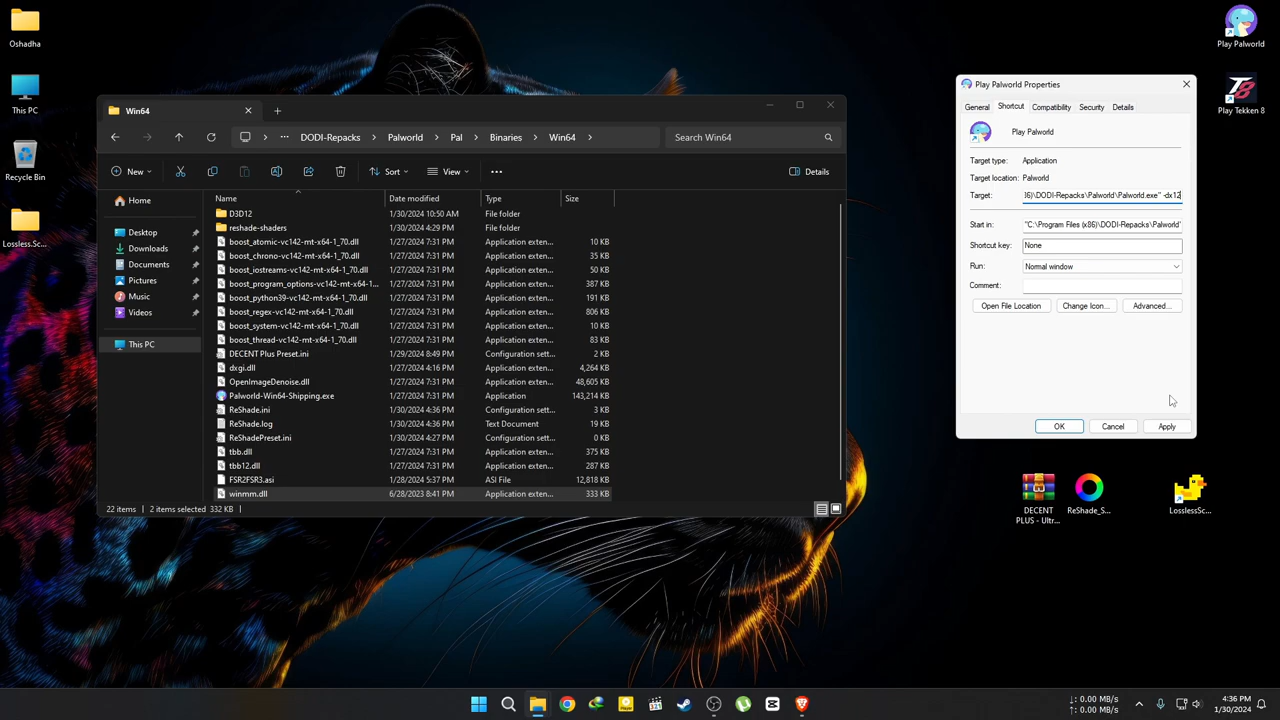 Oshadha
This PC
Recycle Bin
Lossless.Sc...
Win64
DODI-Repacks
Palworld
Pal
Binaries
Win64
Search Win64
New
Sort
View
Details
Name
Date modified
Type
Size
Home
Desktop
Downloads
Documents
Pictures
Music
Videos
This PC
D3D12 1/30/2024 10:50 AM File folder
reshade-shaders 1/30/2024 4:29 PM File folder
boost_atomic-vc142-mt-x64-1_70.dll 1/27/2024 7:31 PM Application exten... 10 KB
boost_chrono-vc142-mt-x64-1_70.dll 1/27/2024 7:31 PM Application exten... 35 KB
boost_iostreams-vc142-mt-x64-1_70.dll 1/27/2024 7:31 PM Application exten... 50 KB
boost_program_options-vc142-mt-x64-1... 1/27/2024 7:31 PM Application exten... 387 KB
boost_python39-vc142-mt-x64-1_70.dll 1/27/2024 7:31 PM Application exten... 191 KB
boost_regex-vc142-mt-x64-1_70.dll 1/27/2024 7:31 PM Application exten... 806 KB
boost_system-vc142-mt-x64-1_70.dll 1/27/2024 7:31 PM Application exten... 10 KB
boost_thread-vc142-mt-x64-1_70.dll 1/27/2024 7:31 PM Application exten... 83 KB
DECENT Plus Preset.ini 1/29/2024 8:49 PM Configuration sett... 2 KB
dxgi.dll 1/27/2024 4:16 PM Application exten... 4,264 KB
OpenImageDenoise.dll 1/27/2024 7:31 PM Application exten... 48,605 KB
Palworld-Win64-Shipping.exe 1/27/2024 7:31 PM Application 143,214 KB
ReShade.ini 1/30/2024 4:36 PM Configuration sett... 3 KB
ReShade.log 1/30/2024 4:36 PM Text Document 19 KB
ReShadePreset.ini 1/30/2024 4:27 PM Configuration sett... 0 KB
tbb.dll 1/27/2024 7:31 PM Application exten... 375 KB
tbb12.dll 1/27/2024 7:31 PM Application exten... 287 KB
FSR2FSR3.asi 1/27/2024 7:31 PM ASI File 12,818 KB
winmm.dll 6/28/2023 8:41 PM Application exten... 333 KB
22 items
2 items selected 332 KB
Play Palworld Properties
General
Shortcut
Compatibility
Security
Details
Play Palworld
Target type: Application
Target location: Palworld
Target: 86)\DODI-Repacks\Palworld\Palworld.exe" -dx12
Start in: "C:\Program Files (x86)\DODI-Repacks\Palworld"
Shortcut key: None
Run: Normal window
Comment:
Open File Location
Change Icon...
Advanced...
OK
Cancel
Apply
Play Palworld
Play Tekken 8
DECENT
PLUS - Ultr...
ReShade_S...
LosslessSc...
↓: 0.00 MB/s
↑: 0.00 MB/s
4:36 PM
1/30/2024